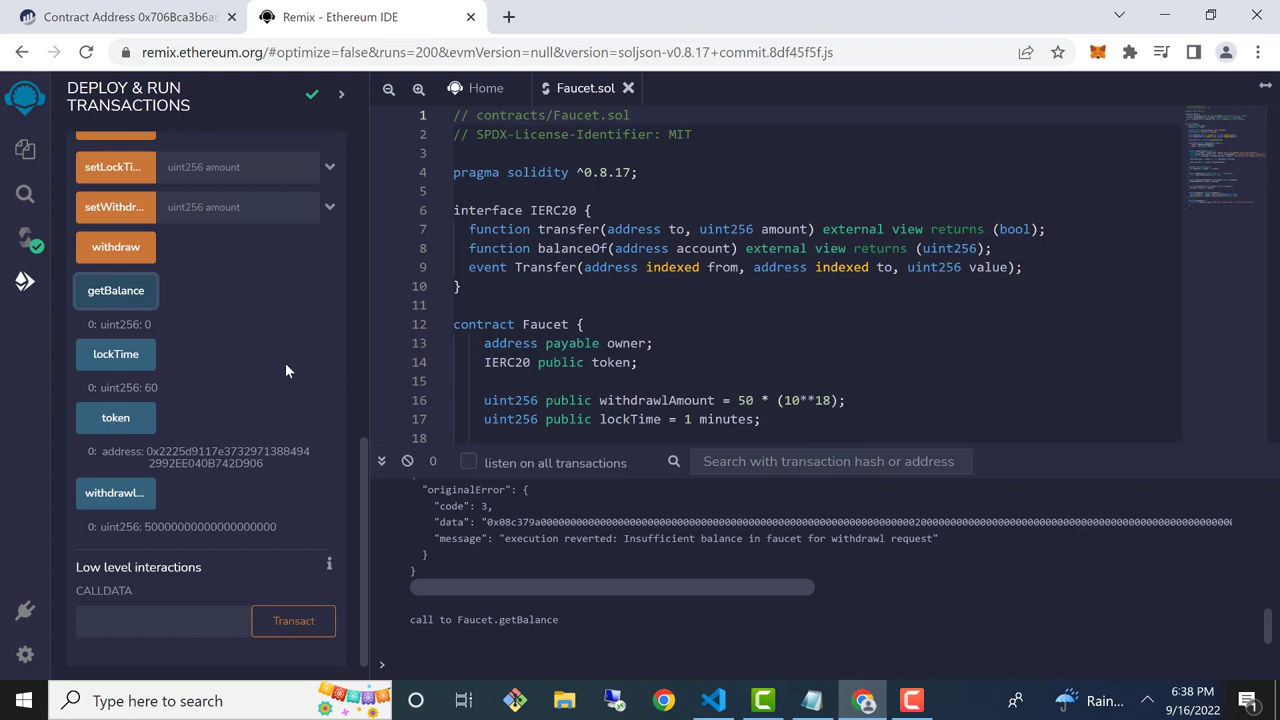 Contract Address 0x706Bca3b6a
Remix - Ethereum IDE
remix.ethereum.org/#optimize=false&runs=200&evmVersion=null&version=soljson-v0.8.17+commit.8df45f5f.js
DEPLOY & RUN
TRANSACTIONS
setLockTi... uint256 amount
setWithdr... uint256 amount
withdraw
getBalance
0: uint256: 0
lockTime
0: uint256: 60
token
0: address: 0x2225d9117e3732971388494
2992EE040B742D906
withdrawl...
0: uint256: 50000000000000000000
Low level interactions
CALLDATA
Transact
Home
Faucet.sol
1 // contracts/Faucet.sol
2 // SPDX-License-Identifier: MIT
3
4 pragma solidity ^0.8.17;
5
6 interface IERC20 {
7 function transfer(address to, uint256 amount) external view returns (bool);
8 function balanceOf(address account) external view returns (uint256);
9 event Transfer(address indexed from, address indexed to, uint256 value);
10 }
11
12 contract Faucet {
13 address payable owner;
14 IERC20 public token;
15
16 uint256 public withdrawlAmount = 50 * (10**18);
17 uint256 public lockTime = 1 minutes;
18
0
listen on all transactions
Search with transaction hash or address
"originalError": {
"code": 3,
"message": "execution reverted: Insufficient balance in faucet for withdrawl request"
}
}
call to Faucet.getBalance
>
Type here to search
Rain...
6:38 PM
9/16/2022
1